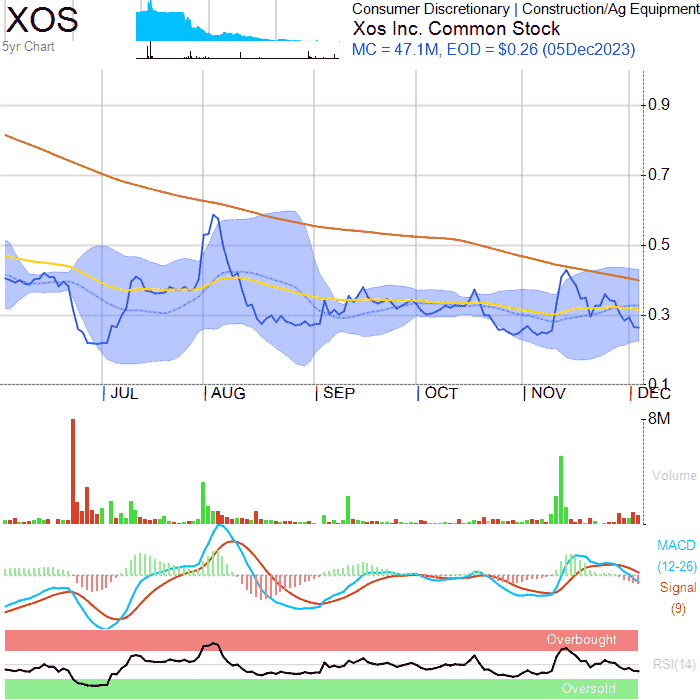 XOS
5yr Chart
Consumer Discretionary | Construction/Ag Equipment
Xos Inc. Common Stock
MC = 47.1M, EOD = $0.26 (05Dec2023)
0.9
0.7
0.5
0.3
0.1
JUL
AUG
SEP
OCT
NOV
DEC
8M
Volume
MACD
(12-26)
Signal
(9)
Overbought
RSI(14)
Oversold